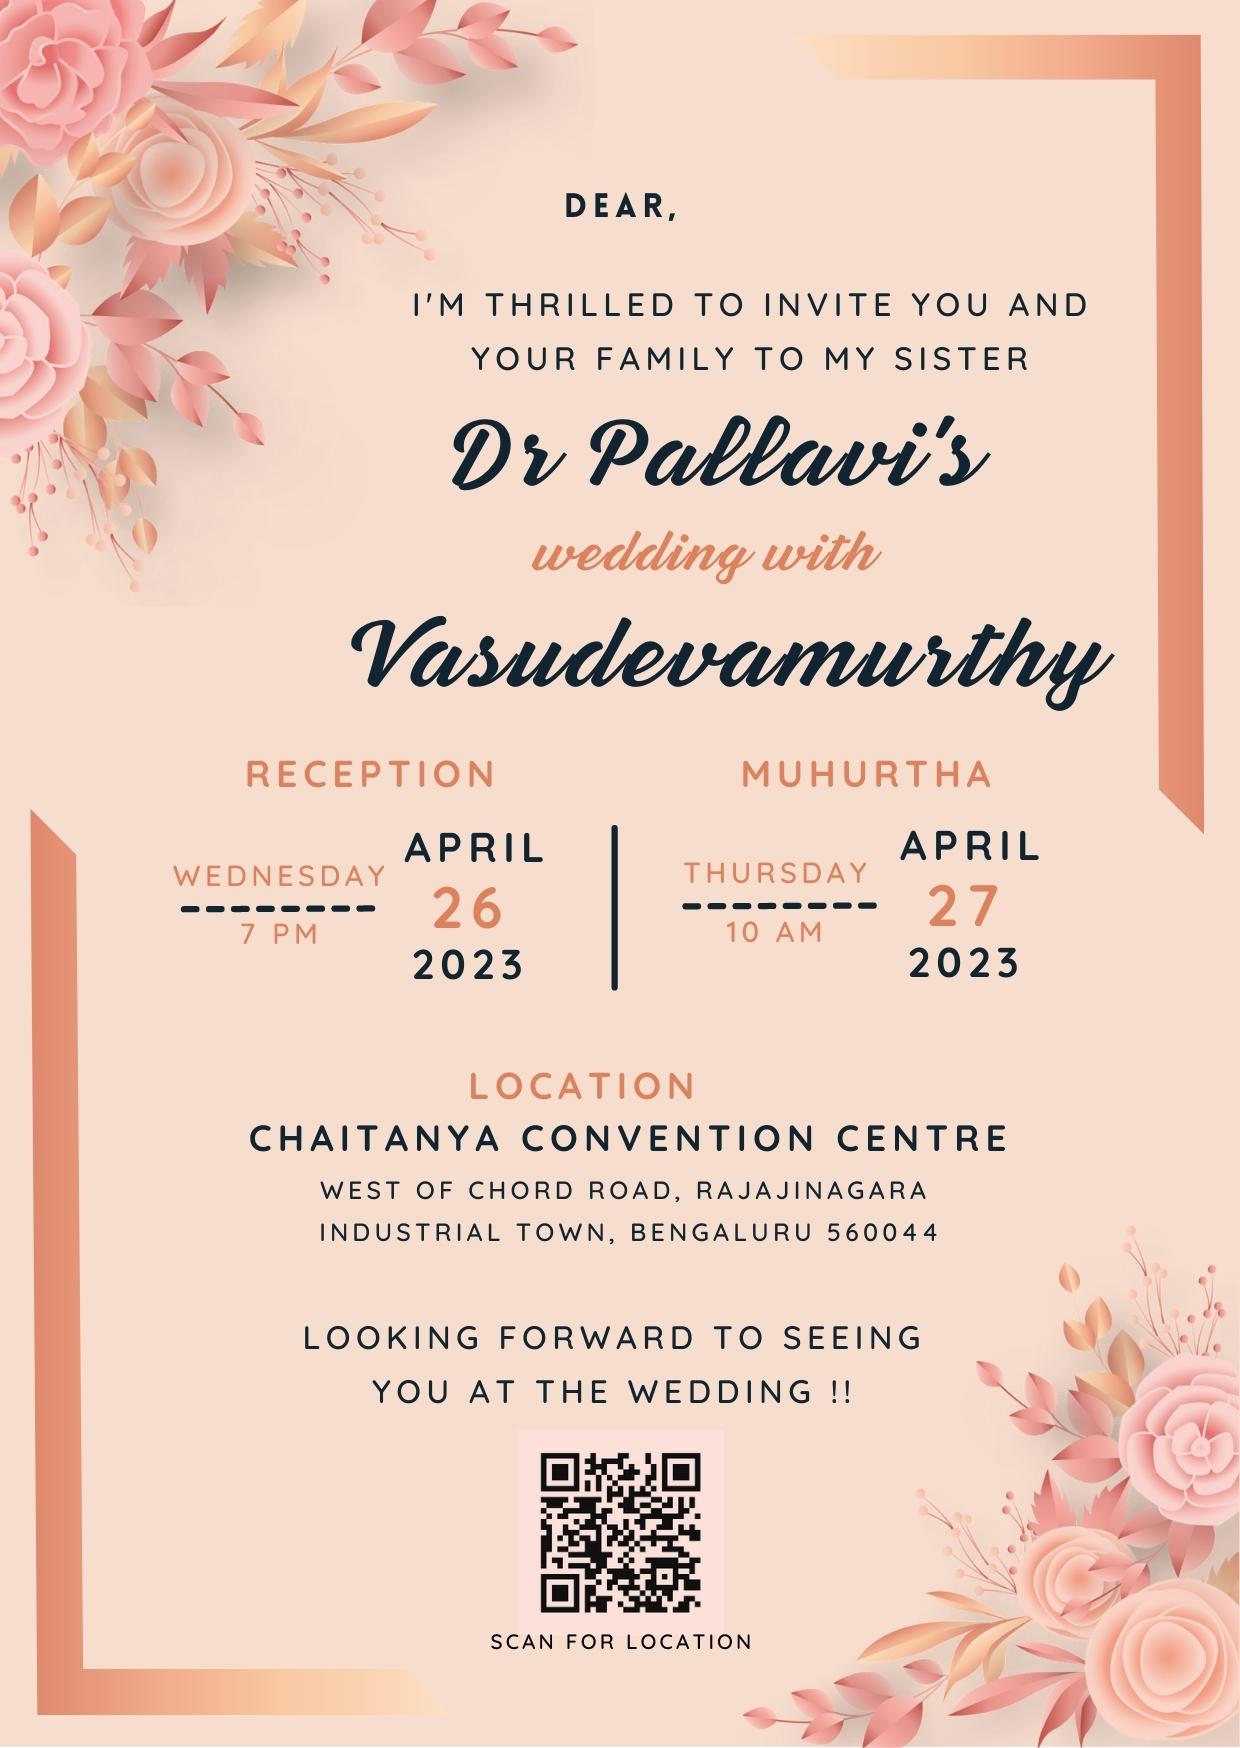 DEAR,
I'M THRILLED TO INVITE YOU AND
YOUR FAMILY TO MY SISTER
Dr Pallavi's
wedding with
Vasudevamurthy
RECEPTION
WEDNESDAY
7 PM
APRIL
26
2023
MUHURTHA
THURSDAY
10 AM
APRIL
27
2023
LOCATION
CHAITANYA CONVENTION CENTRE
WEST OF CHORD ROAD, RAJAJINAGARA
INDUSTRIAL TOWN, BENGALURU 560044
LOOKING FORWARD TO SEEING
YOU AT THE WEDDING !!
SCAN FOR LOCATION